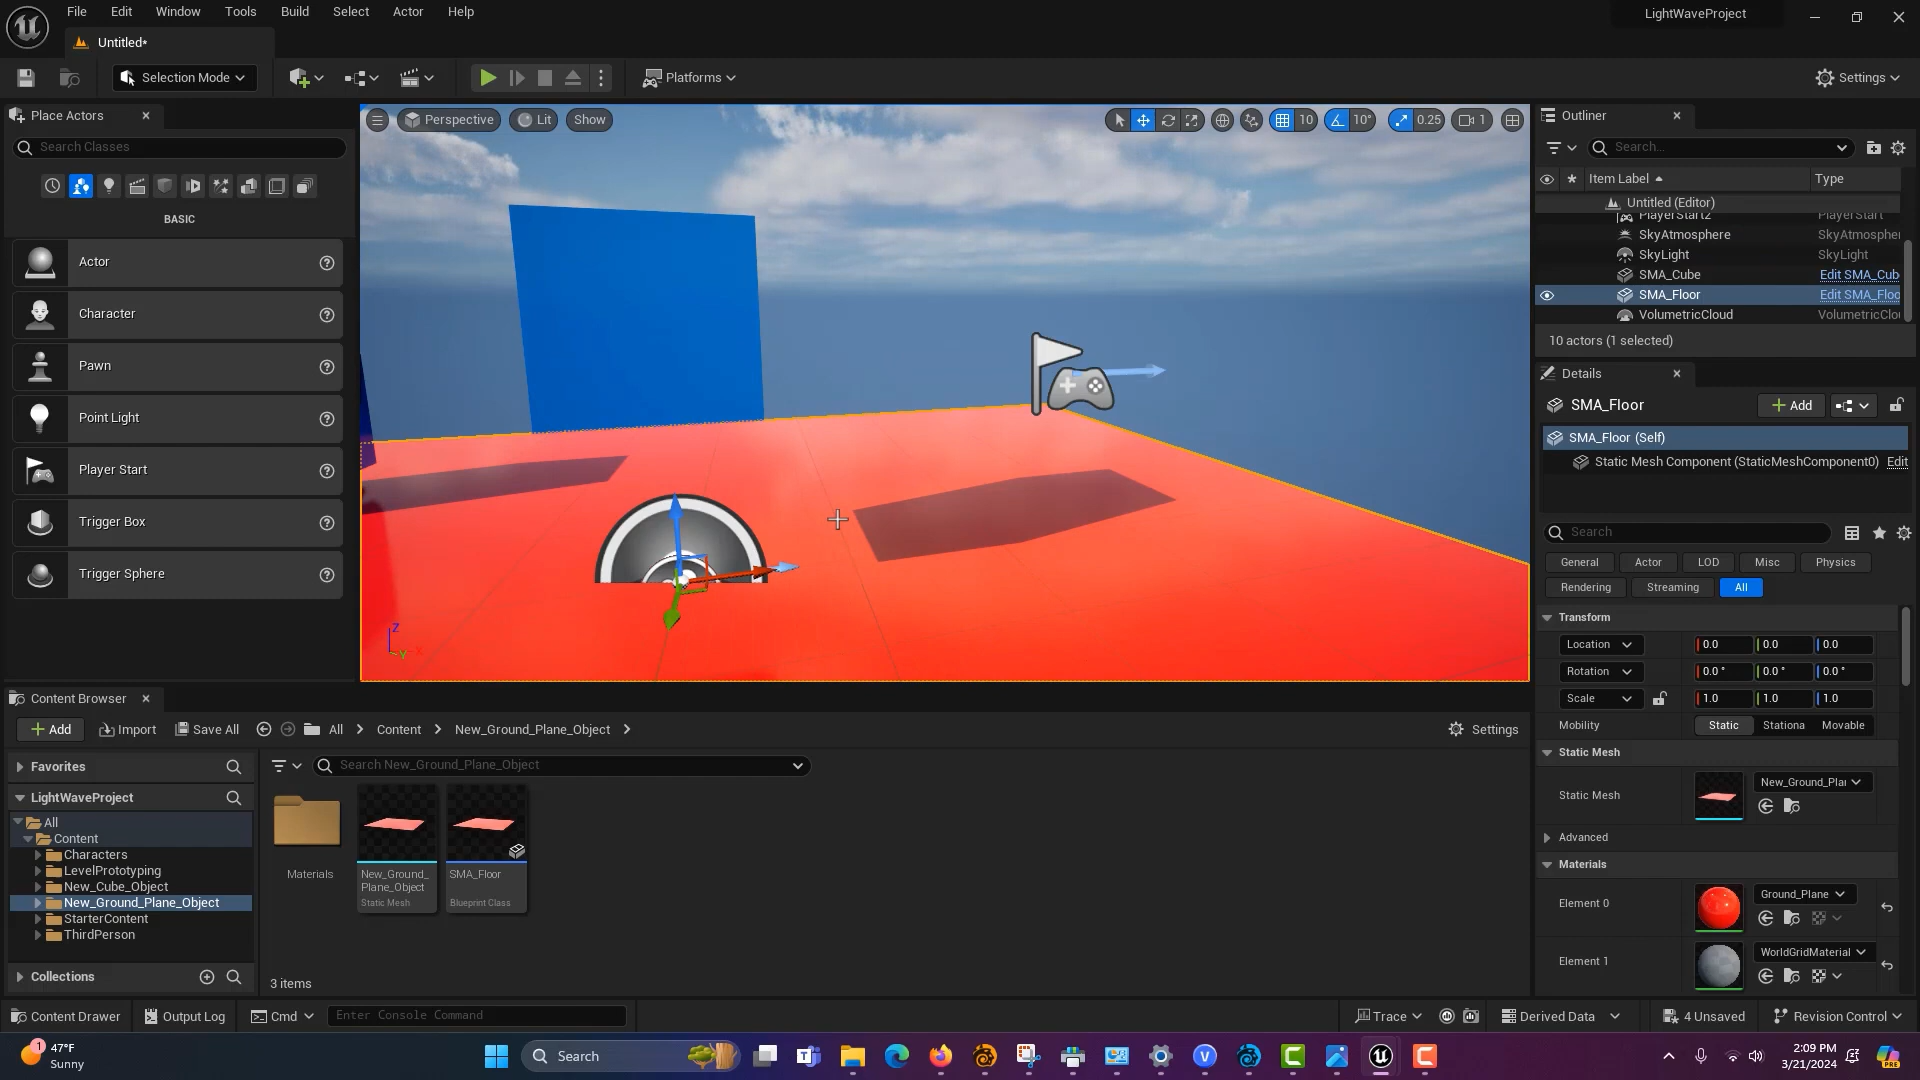 File Edit Window Tools Build Select Actor Help
LightWaveProject
Untitled*
Selection Mode
Platforms
Settings
Place Actors
Search Classes
BASIC
Actor
Character
Pawn
Point Light
Player Start
Trigger Box
Trigger Sphere
Perspective Lit Show
10 10° 0.25 1
Z
Y
X
Outliner
Search...
Item Label Type
Untitled (Editor)
PlayerStart2 PlayerStart
SkyAtmosphere SkyAtmospher
SkyLight SkyLight
SMA_Cube Edit SMA_Cub
SMA_Floor Edit SMA_Floo
VolumetricCloud VolumetricClou
10 actors (1 selected)
Details
SMA_Floor
Add
SMA_Floor (Self)
Static Mesh Component (StaticMeshComponent0) Edit
Search
General Actor LOD Misc Physics
Rendering Streaming All
Transform
Location 0.0 0.0 0.0
Rotation 0.0 ° 0.0 ° 0.0 °
Scale 1.0 1.0 1.0
Mobility Static Stationa Movable
Static Mesh
Static Mesh New_Ground_Plan
Advanced
Materials
Element 0 Ground_Plane
Element 1 WorldGridMaterial
Content Browser
Add Import Save All All Content New_Ground_Plane_Object
Settings
Favorites
LightWaveProject
All
Content
Characters
LevelPrototyping
New_Cube_Object
New_Ground_Plane_Object
StarterContent
ThirdPerson
Collections
Search New_Ground_Plane_Object
Materials
New_Ground_
Plane_Object
Static Mesh
SMA_Floor
Blueprint Class
3 items
Content Drawer Output Log Cmd Enter Console Command
Trace Derived Data 4 Unsaved Revision Control
1
47°F
Sunny
Search
2:09 PM
3/21/2024
PRE